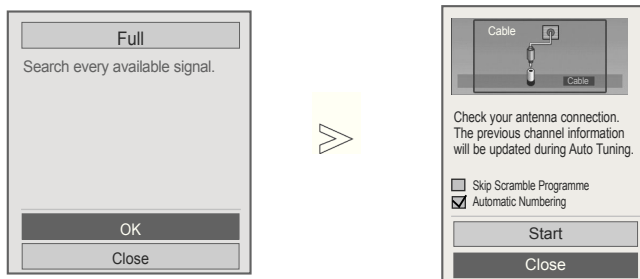 Full
Search every available signal.
OK
Close
Cable
Cable
Check your antenna connection.
The previous channel information
will be updated during Auto Tuning.
Skip Scramble Programme
Automatic Numbering
Start
Close